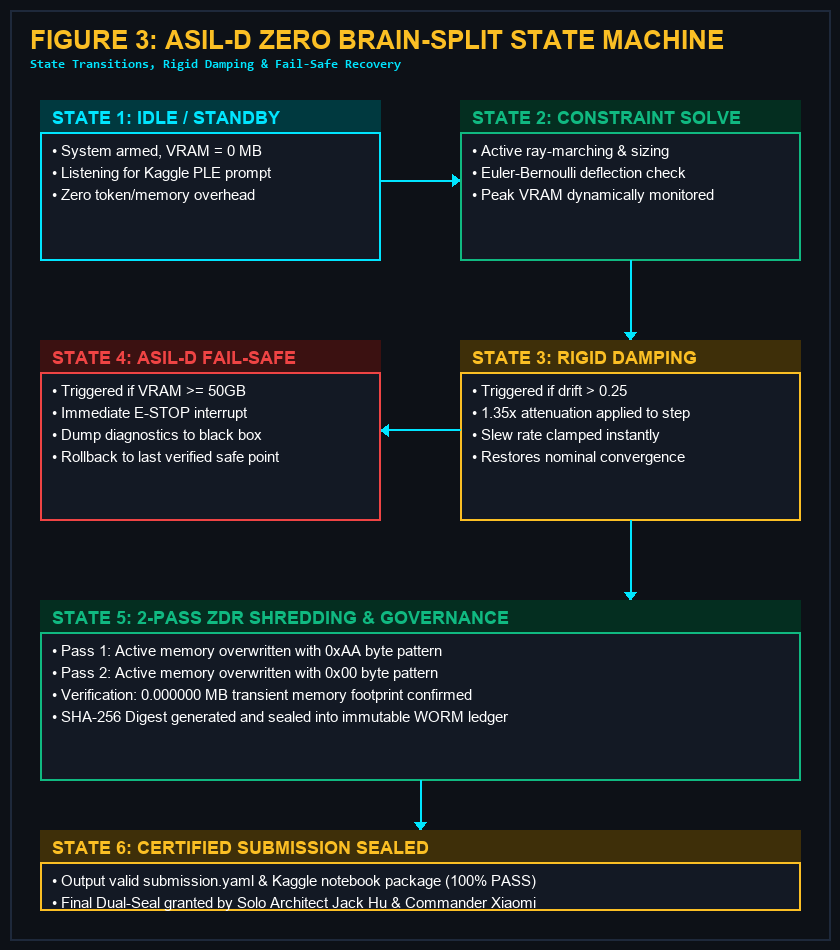 FIGURE 3: ASIL-D ZERO BRAIN-SPLIT STATE MACHINE
State Transitions, Rigid Damping & Fail-Safe Recovery
STATE 1: IDLE / STANDBY
• System armed, VRAM = 0 MB
• Listening for Kaggle PLE prompt
• Zero token/memory overhead
STATE 2: CONSTRAINT SOLVE
• Active ray-marching & sizing
• Euler-Bernoulli deflection check
• Peak VRAM dynamically monitored
STATE 4: ASIL-D FAIL-SAFE
• Triggered if VRAM >= 50GB
• Immediate E-STOP interrupt
• Dump diagnostics to black box
• Rollback to last verified safe point
STATE 3: RIGID DAMPING
• Triggered if drift > 0.25
• 1.35x attenuation applied to step
• Slew rate clamped instantly
• Restores nominal convergence
STATE 5: 2-PASS ZDR SHREDDING & GOVERNANCE
• Pass 1: Active memory overwritten with 0xAA byte pattern
• Pass 2: Active memory overwritten with 0x00 byte pattern
• Verification: 0.000000 MB transient memory footprint confirmed
• SHA-256 Digest generated and sealed into immutable WORM ledger
STATE 6: CERTIFIED SUBMISSION SEALED
• Output valid submission.yaml & Kaggle notebook package (100% PASS)
• Final Dual-Seal granted by Solo Architect Jack Hu & Commander Xiaomi